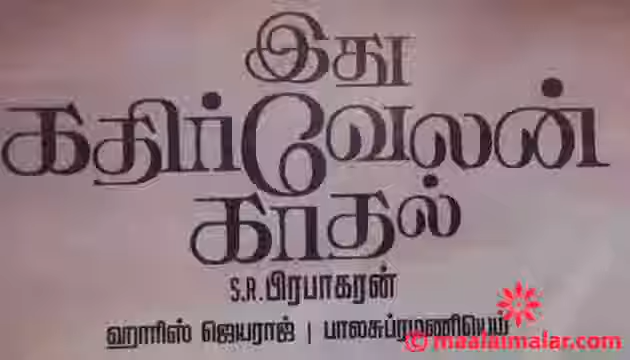 இது
கதிர்வேலன்
காதல்
S.R.பிரபாகரன்
ஹாரிஸ் ஜெயராஜ் | பாலசுப்ரமணியெம்
© maalaimalar.com